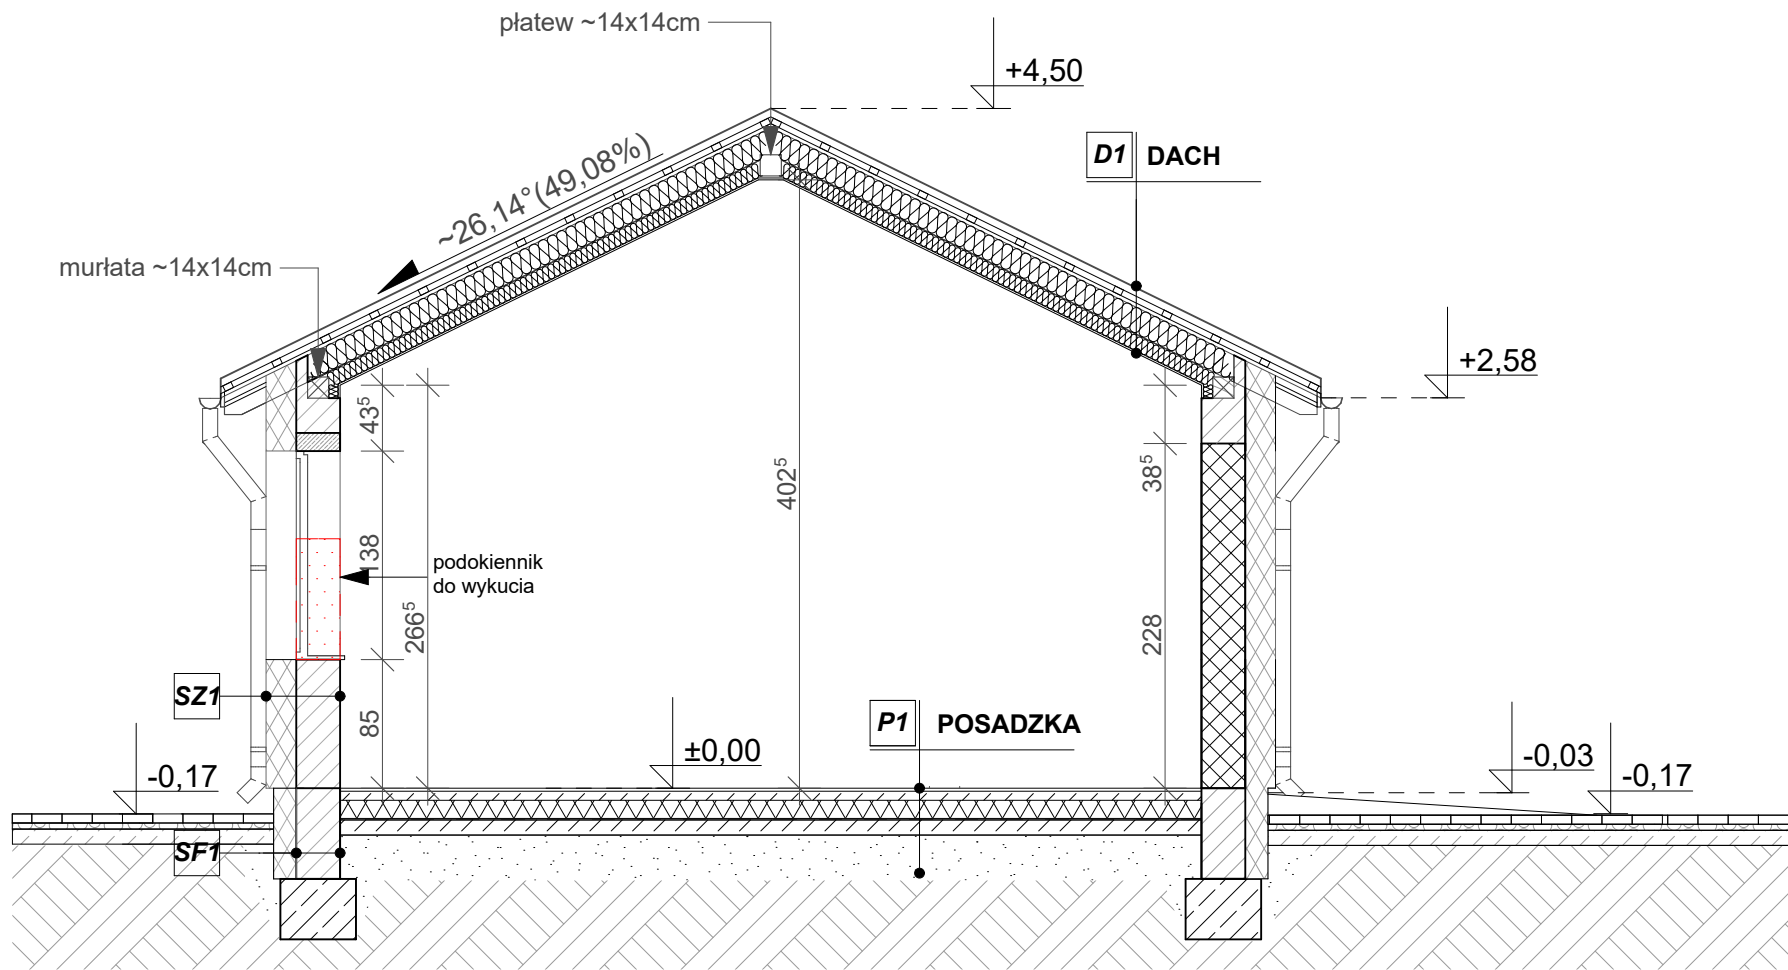 płatew ~14x14cm
+4,50
D1 DACH
~26,14°(49,08%)
murłata ~14x14cm
+2,58
43⁵
402⁵
38⁵
138
podokiennik
do wykucia
266⁵
228
SZ1
85
P1 POSADZKA
±0,00
-0,03
-0,17
-0,17
SF1